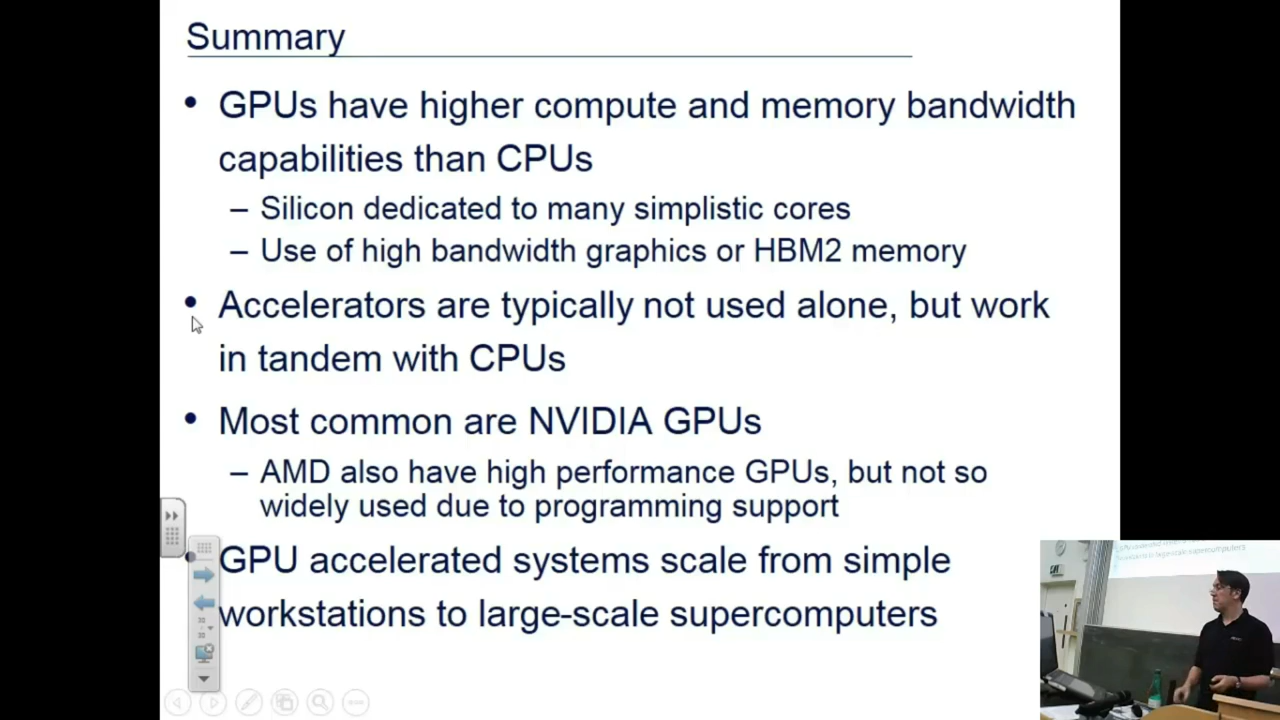 Summary
• GPUs have higher compute and memory bandwidth
capabilities than CPUs
– Silicon dedicated to many simplistic cores
– Use of high bandwidth graphics or HBM2 memory
• Accelerators are typically not used alone, but work
in tandem with CPUs
• Most common are NVIDIA GPUs
– AMD also have high performance GPUs, but not so
widely used due to programming support
GPU accelerated systems scale from simple
workstations to large-scale supercomputers